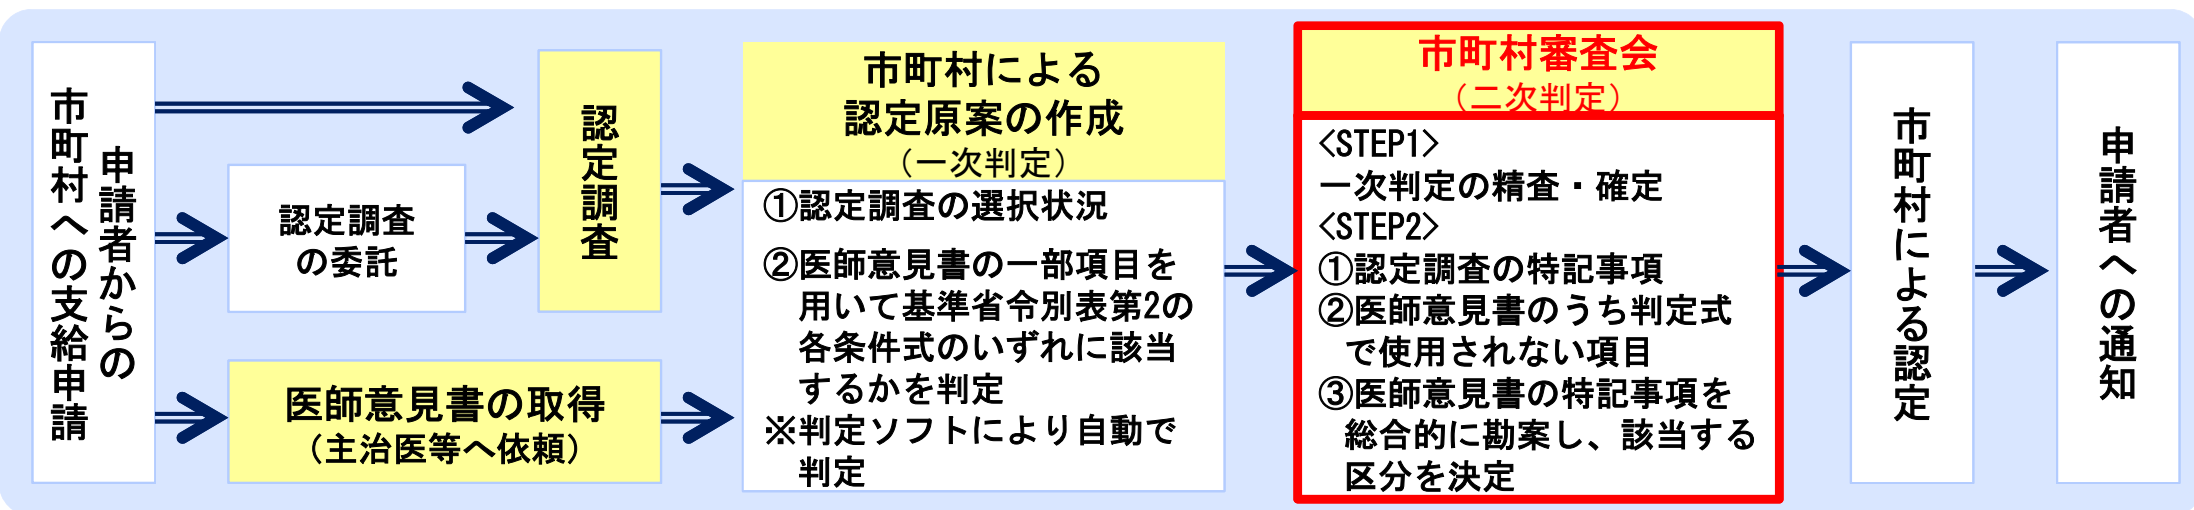 申請者からの
市町村への支給申請
認定調査
の委託
認定調査
医師意見書の取得
（主治医等へ依頼）
市町村による
認定原案の作成
（一次判定）
①認定調査の選択状況
②医師意見書の一部項目を
用いて基準省令別表第2の
各条件式のいずれに該当
するかを判定
※判定ソフトにより自動で
判定
市町村審査会
（二次判定）
<STEP1>
一次判定の精査・確定
<STEP2>
①認定調査の特記事項
②医師意見書のうち判定式
で使用されない項目
③医師意見書の特記事項を
総合的に勘案し、該当する
区分を決定
市町村による認定
申請者への通知